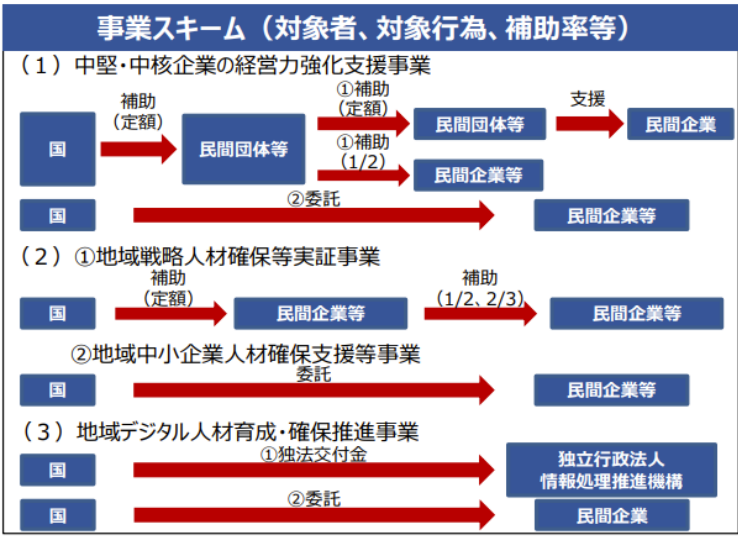 事業スキーム（対象者、対象行為、補助率等）
（１）中堅・中核企業の経営力強化支援事業
国
補助
（定額）
民間団体等
①補助
（定額）
民間団体等
支援
民間企業
①補助
（1/2）
民間企業等
国
②委託
民間企業等
（２）①地域戦略人材確保等実証事業
国
補助
（定額）
民間企業等
補助
（1/2、2/3）
民間企業等
②地域中小企業人材確保支援等事業
国
委託
民間企業等
（３）地域デジタル人材育成・確保推進事業
国
①独法交付金
独立行政法人
情報処理推進機構
国
②委託
民間企業